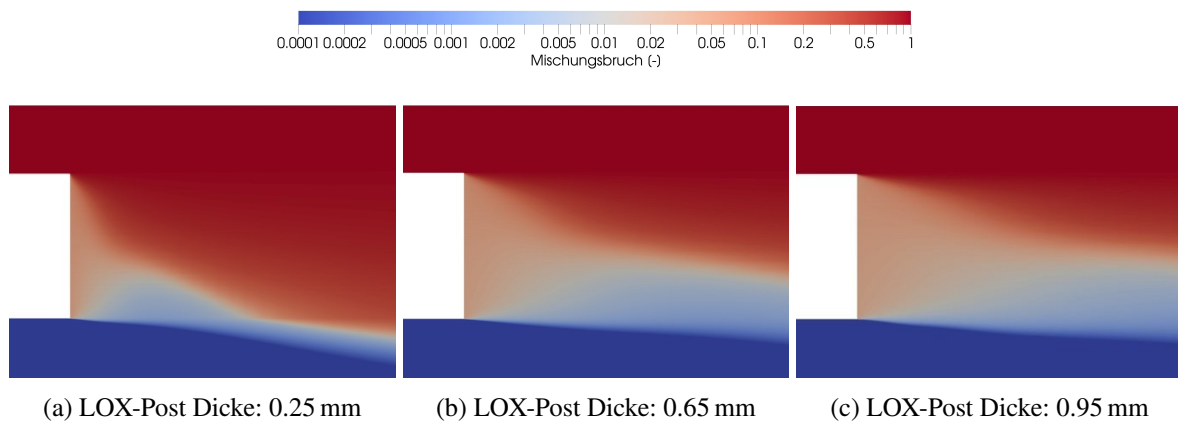 0.0001 0.0002 0.0005 0.001 0.002 0.005 0.01 0.02 0.05 0.1 0.2 0.5 1
Mischungsbruch (-)
(a) LOX-Post Dicke: 0.25 mm
(b) LOX-Post Dicke: 0.65 mm
(c) LOX-Post Dicke: 0.95 mm